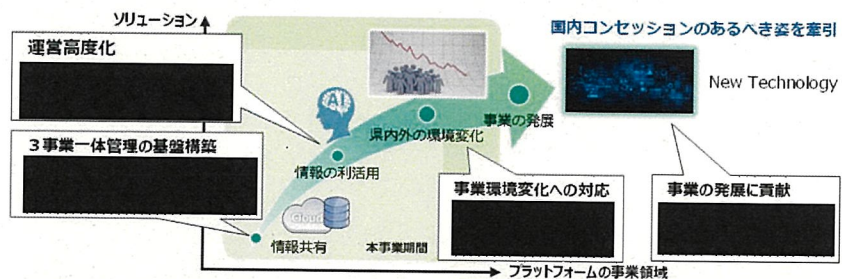 ソリューション
国内コンセッションのあるべき姿を牽引
運営高度化
New Technology
AI
事業の発展
県内外の環境変化
3事業一体管理の基盤構築
情報の利活用
事業環境変化への対応
事業の発展に貢献
Cloud
情報共有
本事業期間
プラットフォームの事業領域